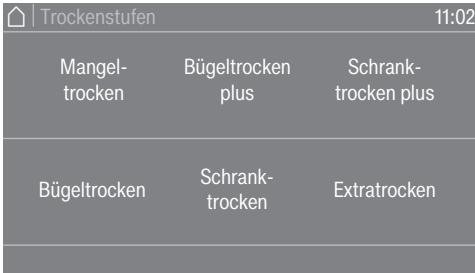 Trockenstufen 11:02
Mangel-
trocken
Bügeltrocken
plus
Schrank-
trocken plus
Bügeltrocken
Schrank-
trocken
Extratrocken